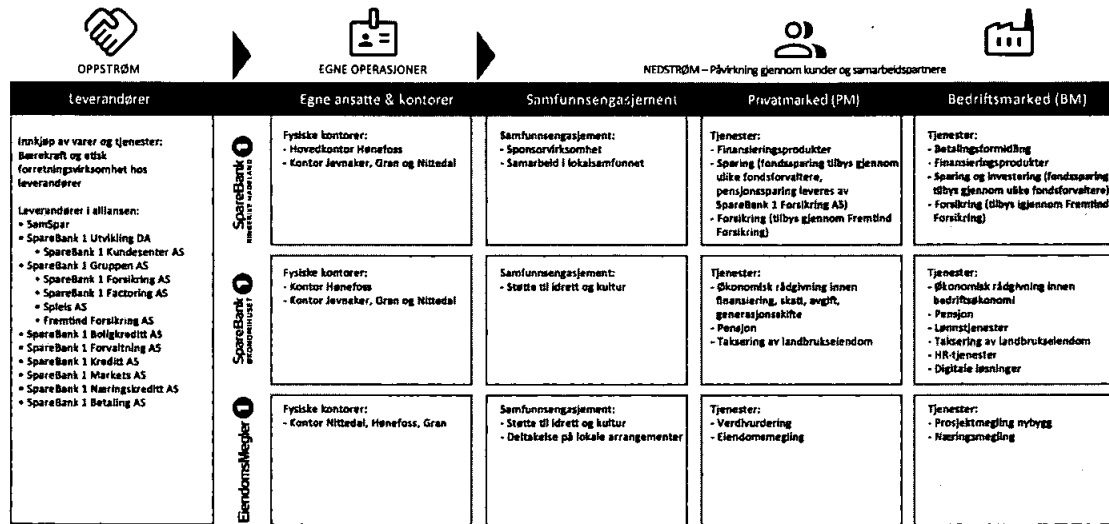 OPPSTRØM
EGNE OPERASJONER
NEDSTRØM – Påvirkning gjennom kunder og samarbeidspartnere
Leverandører
Egne ansatte & kontorer
Samfunnsengasjement
Privatmarked (PM)
Bedriftsmarked (BM)
Innkjøp av varer og tjenester:
Bærekraft og etisk
forretningsvirksomhet hos
leverandører
Leverandører i alliansen:
• SamSpar
• SpareBank 1 Utvikling DA
• SpareBank 1 Kundesenter AS
• SpareBank 1 Gruppen AS
• SpareBank 1 Forsikring AS
• SpareBank 1 Factoring AS
• Spleis AS
• Fremtind Forsikring AS
• SpareBank 1 Boligkreditt AS
• SpareBank 1 Forvaltning AS
• SpareBank 1 Kreditt AS
• SpareBank 1 Markets AS
• SpareBank 1 Næringskreditt AS
• SpareBank 1 Betaling AS
SpareBank 1
RINGERIKE HADELAND
Fysiske kontorer:
- Hovedkontor Hønefoss
- Kontor Jevnaker, Gran og Nittedal
Samfunnsengasjement:
- Sponsorvirksomhet
- Samarbeid i lokalsamfunnet
Tjenester:
- Finansieringsprodukter
- Sparing (fondssparing tilbys gjennom
ulike fondsforvaltere,
pensjonssparing leveres av
SpareBank 1 Forsikring AS)
- Forsikring (tilbys gjennom Fremtind
Forsikring)
Tjenester:
- Betalingsformidling
- Finansieringsprodukter
- Sparing og investering (fondssparing
tilbys gjennom ulike fondsforvaltere)
- Forsikring (tilbys igjennom Fremtind
Forsikring)
SpareBank 1
ØKONOMIHUSET
Fysiske kontorer:
- Kontor Hønefoss
- Kontor Jevnaker, Gran og Nittedal
Samfunnsengasjement:
- Støtte til idrett og kultur
Tjenester:
- Økonomisk rådgivning innen
finansiering, skatt, avgift,
generasjonsskifte
- Pensjon
- Taksering av landbrukseiendom
Tjenester:
- Økonomisk rådgivning innen
bedriftsøkonomi
- Pensjon
- Lønnstjenester
- Taksering av landbrukseiendom
- HR-tjenester
- Digitale løsninger
EiendomsMegler 1
Fysiske kontorer:
- Kontor Nittedal, Hønefoss, Gran
Samfunnsengasjement:
- Støtte til idrett og kultur
- Deltakelse på lokale arrangementer
Tjenester:
- Verdivurdering
- Eiendomsmegling
Tjenester:
- Prosjektmegling nybygg
- Næringsmegling